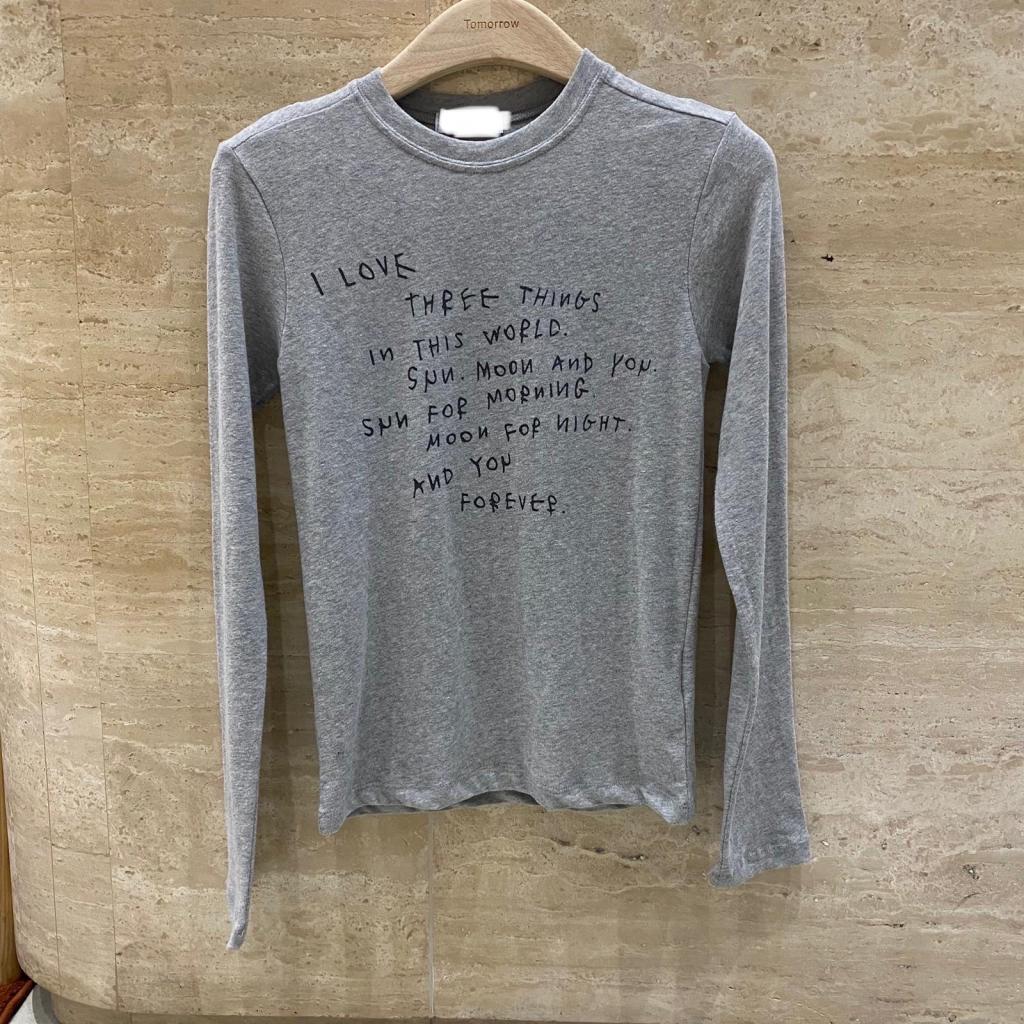 Tomorrow
I LOVE
THREE THINGS
IN THIS WORLD.
SUN. MOON AND YOU.
SUN FOR MORNING.
MOON FOR NIGHT.
AND YOU
FOREVER.